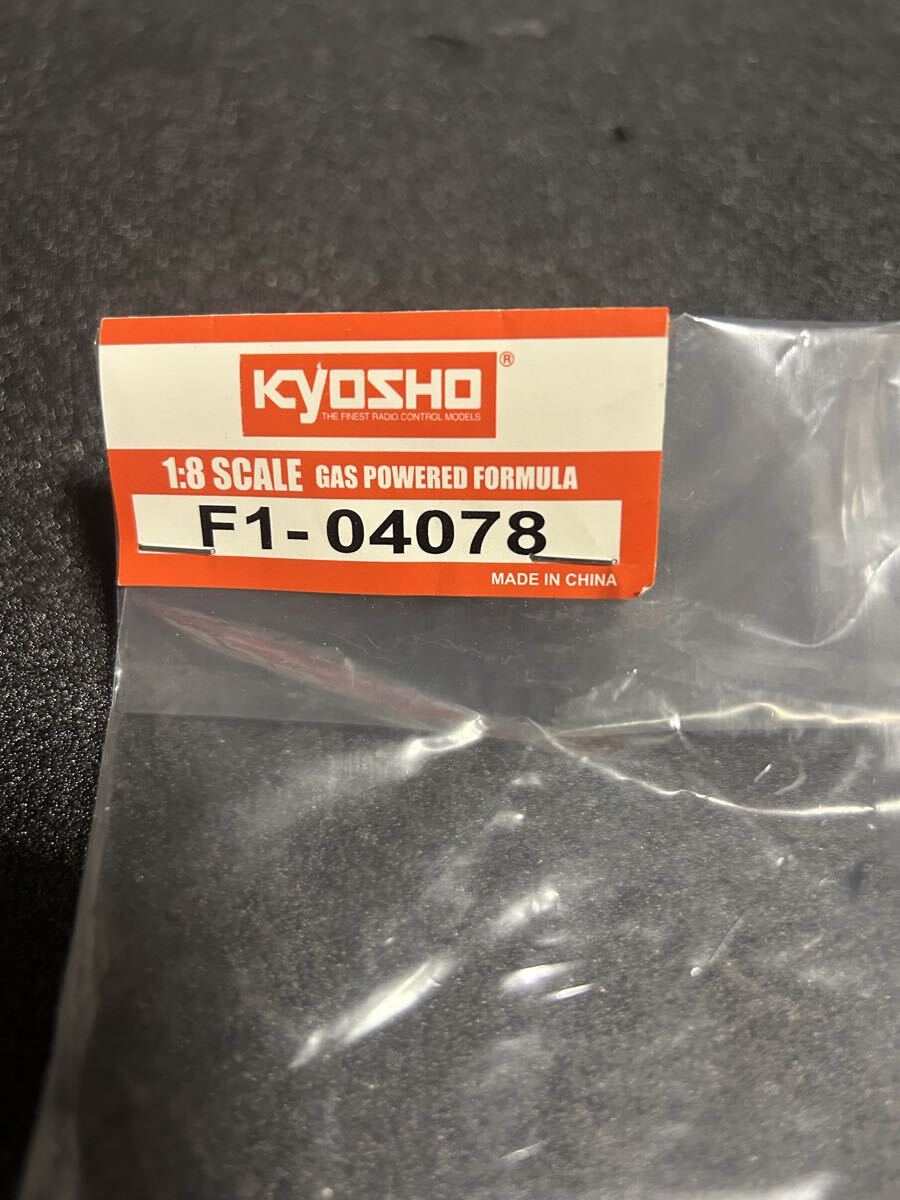 KYOSHO®
THE FINEST RADIO CONTROL MODELS
1:8 SCALE GAS POWERED FORMULA
F1-04078
MADE IN CHINA